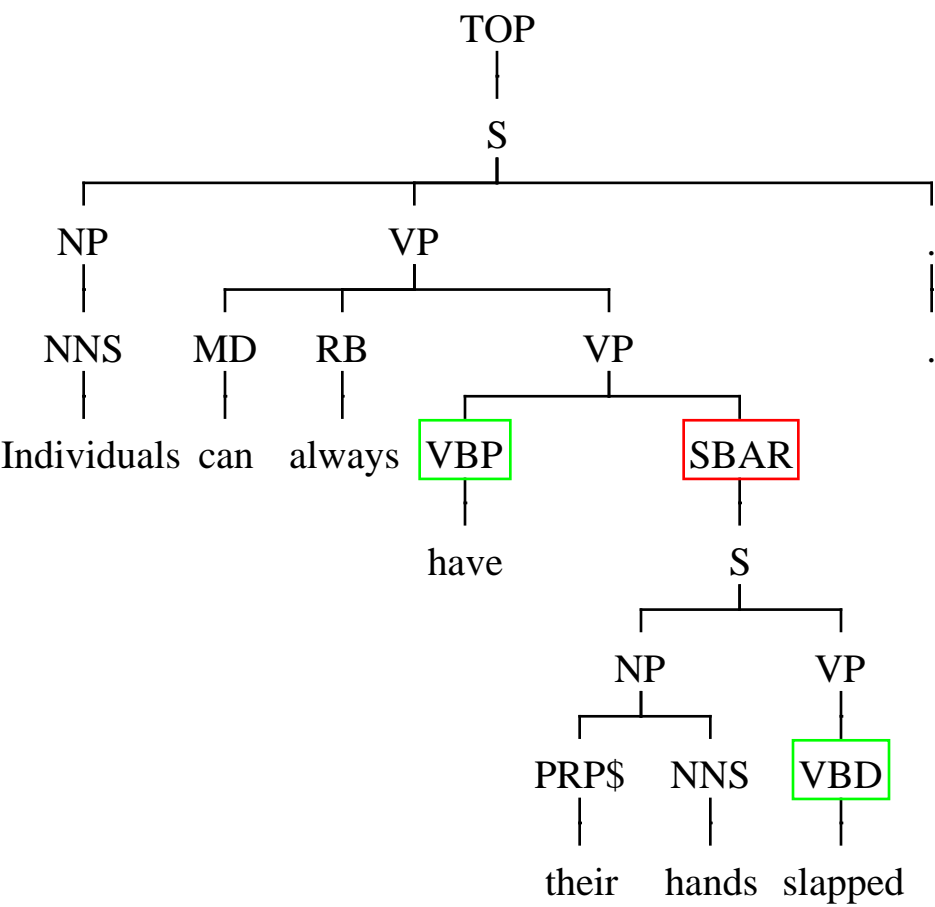 TOP
S
NP VP .
NNS MD RB VP .
Individuals can always VBP SBAR
have S
NP VP
PRP$ NNS VBD
their hands slapped